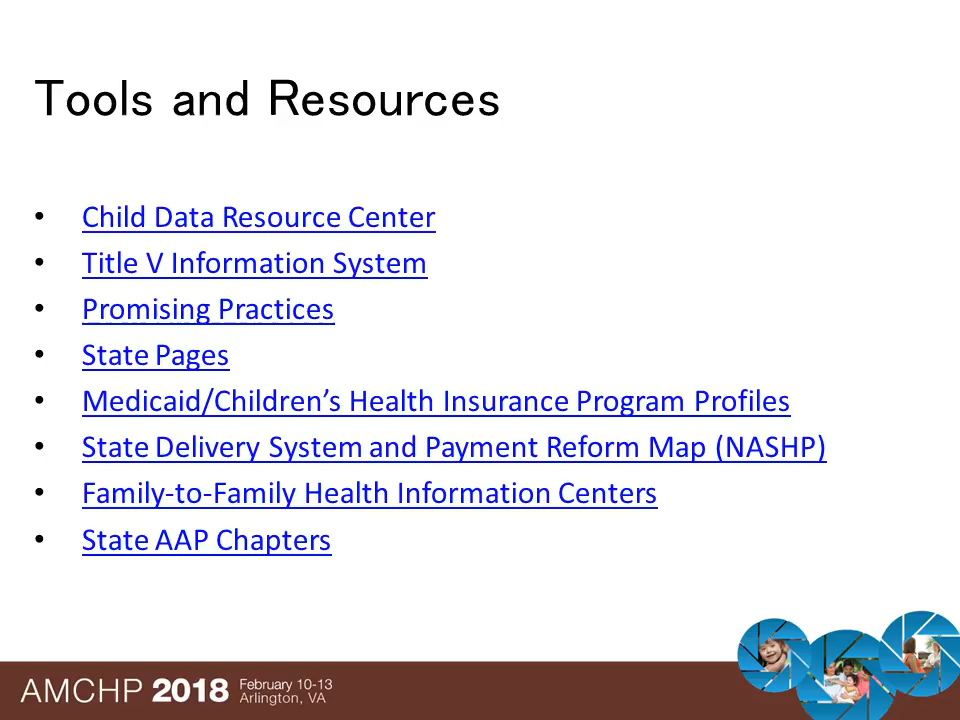 Tools and Resources
• Child Data Resource Center
• Title V Information System
• Promising Practices
• State Pages
• Medicaid/Children’s Health Insurance Program Profiles
• State Delivery System and Payment Reform Map (NASHP)
• Family-to-Family Health Information Centers
• State AAP Chapters
AMCHP 2018 February 10-13
Arlington, VA